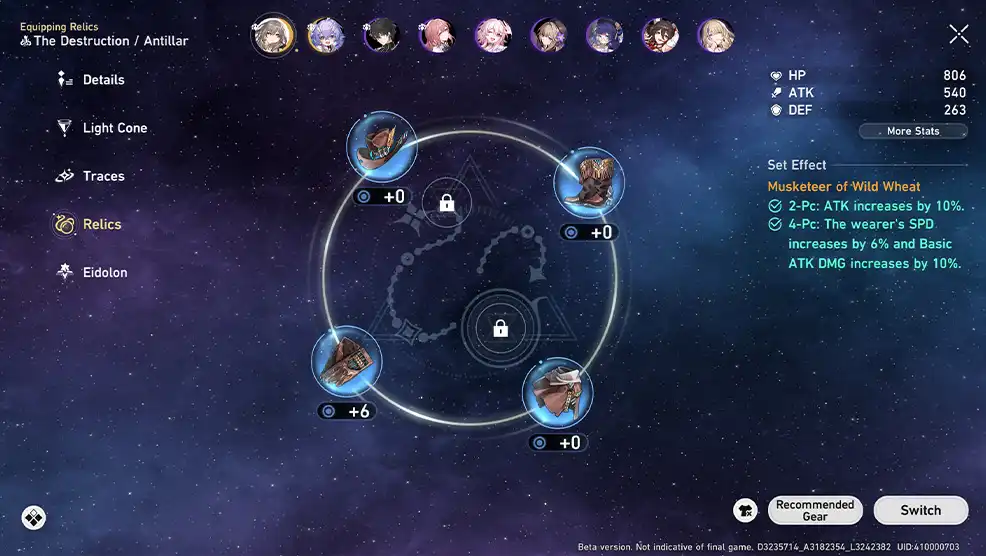 Equipping Relics
The Destruction / Antillar
Details
Light Cone
Traces
Relics
Eidolon
+0
+0
+6
+0
HP 806
ATK 540
DEF 263
More Stats
Set Effect
Musketeer of Wild Wheat
2-Pc: ATK increases by 10%.
4-Pc: The wearer's SPD
increases by 6% and Basic
ATK DMG increases by 10%.
Recommended
Gear
Switch
Beta version. Not indicative of final game. D3235714_A3182354_L3242382 UID:410000703